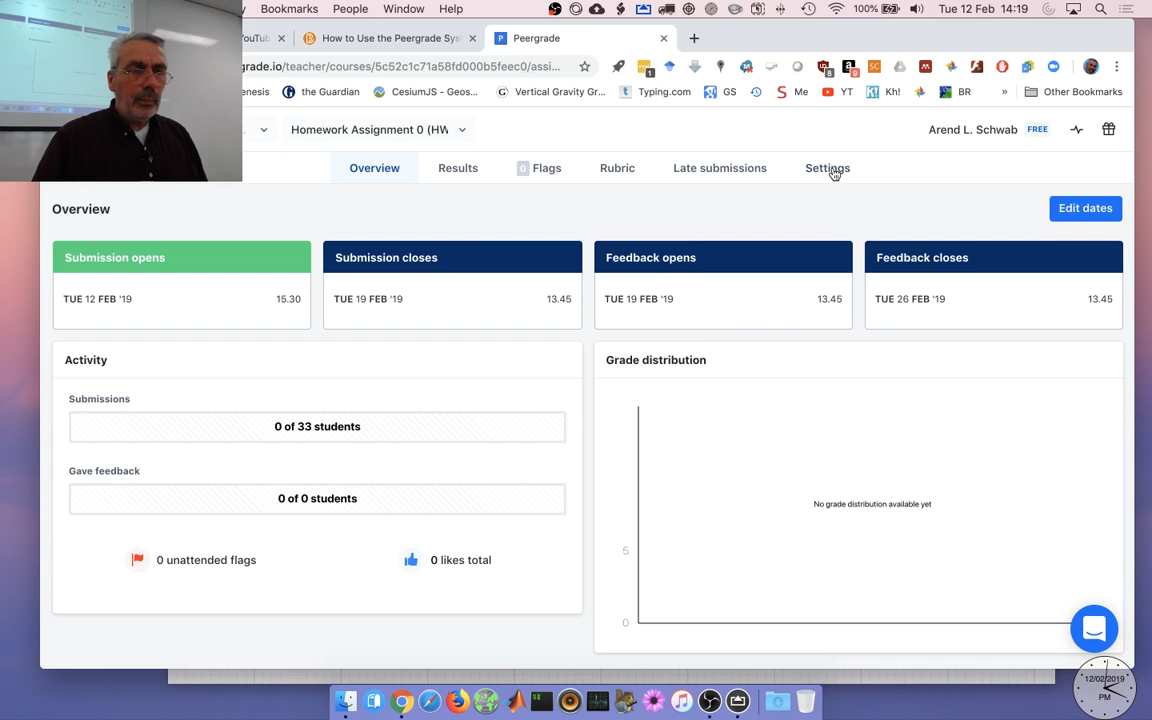 Bookmarks People Window Help 100% Tue 12 Feb 14:19
YouTub How to Use the Peergrade Sys Peergrade
grade.io/teacher/courses/5c52c1c71a58fd000b5feec0/assi...
enesis the Guardian CesiumJS - Geos... Vertical Gravity Gr... Typing.com GS Me YT Kh! BR » Other Bookmarks
Homework Assignment 0 (HW Arend L. Schwab FREE
Overview Results 0 Flags Rubric Late submissions Settings
Overview Edit dates
Submission opens Submission closes Feedback opens Feedback closes
TUE 12 FEB '19 15.30 TUE 19 FEB '19 13.45 TUE 19 FEB '19 13.45 TUE 26 FEB '19 13.45
Activity Grade distribution
Submissions
0 of 33 students
Gave feedback
0 of 0 students
No grade distribution available yet
5
0 unattended flags 0 likes total
0
12/02/2019
PM